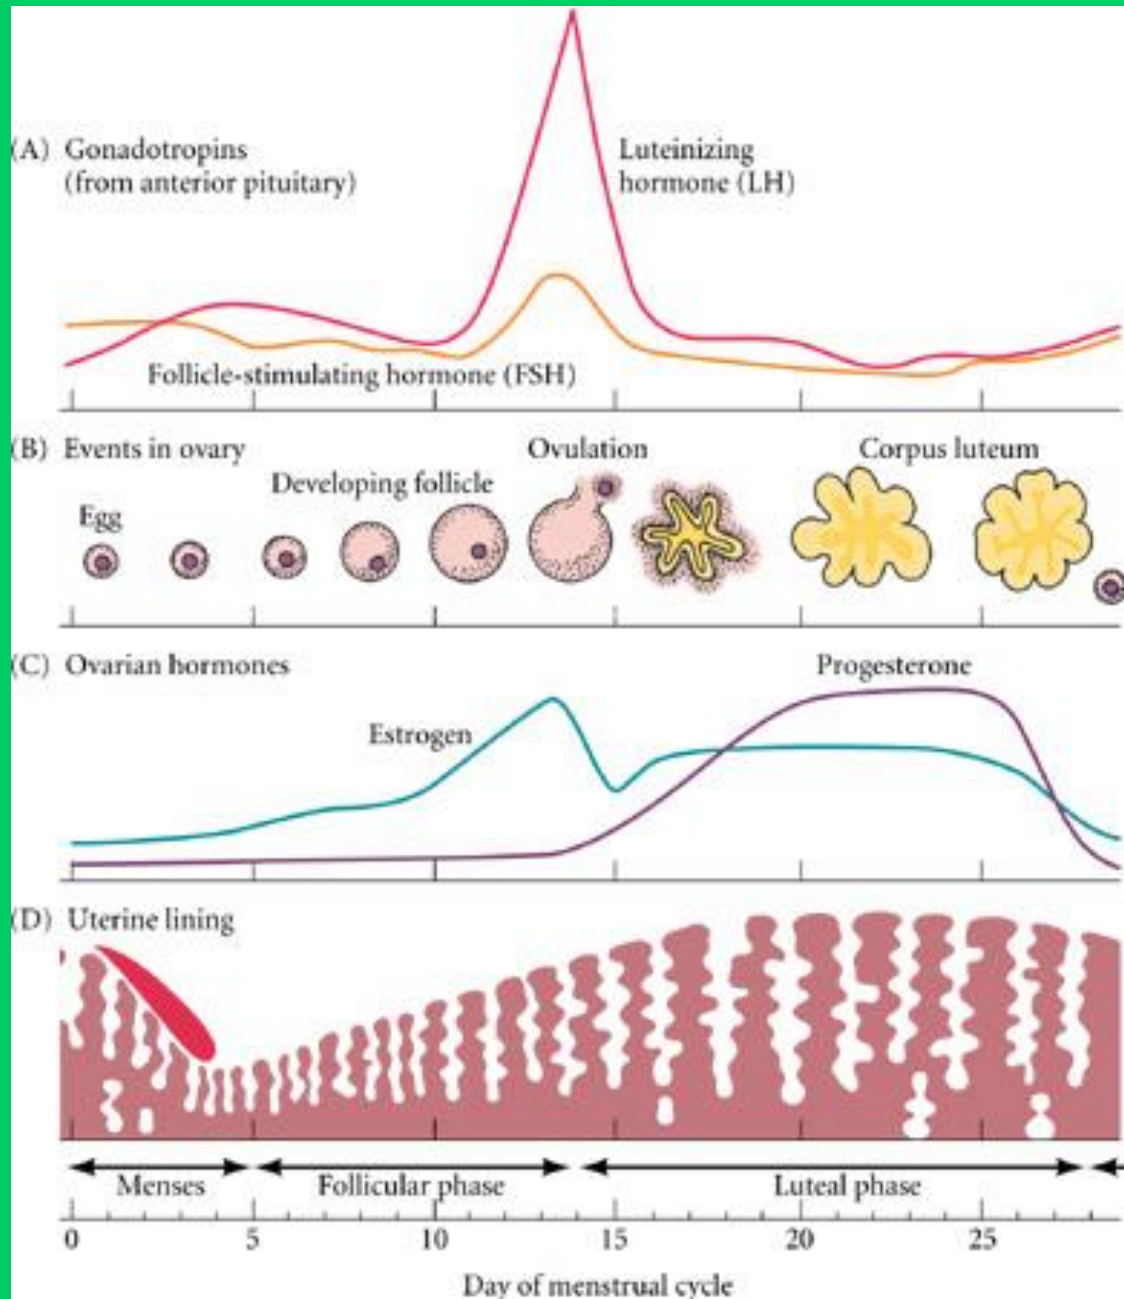 (A) Gonadotropins
(from anterior pituitary)
Luteinizing
hormone (LH)
Follicle-stimulating hormone (FSH)
(B) Events in ovary
Ovulation
Corpus luteum
Developing follicle
Egg
(C) Ovarian hormones
Progesterone
Estrogen
(D) Uterine lining
Menses
Follicular phase
Luteal phase
0 5 10 15 20 25
Day of menstrual cycle